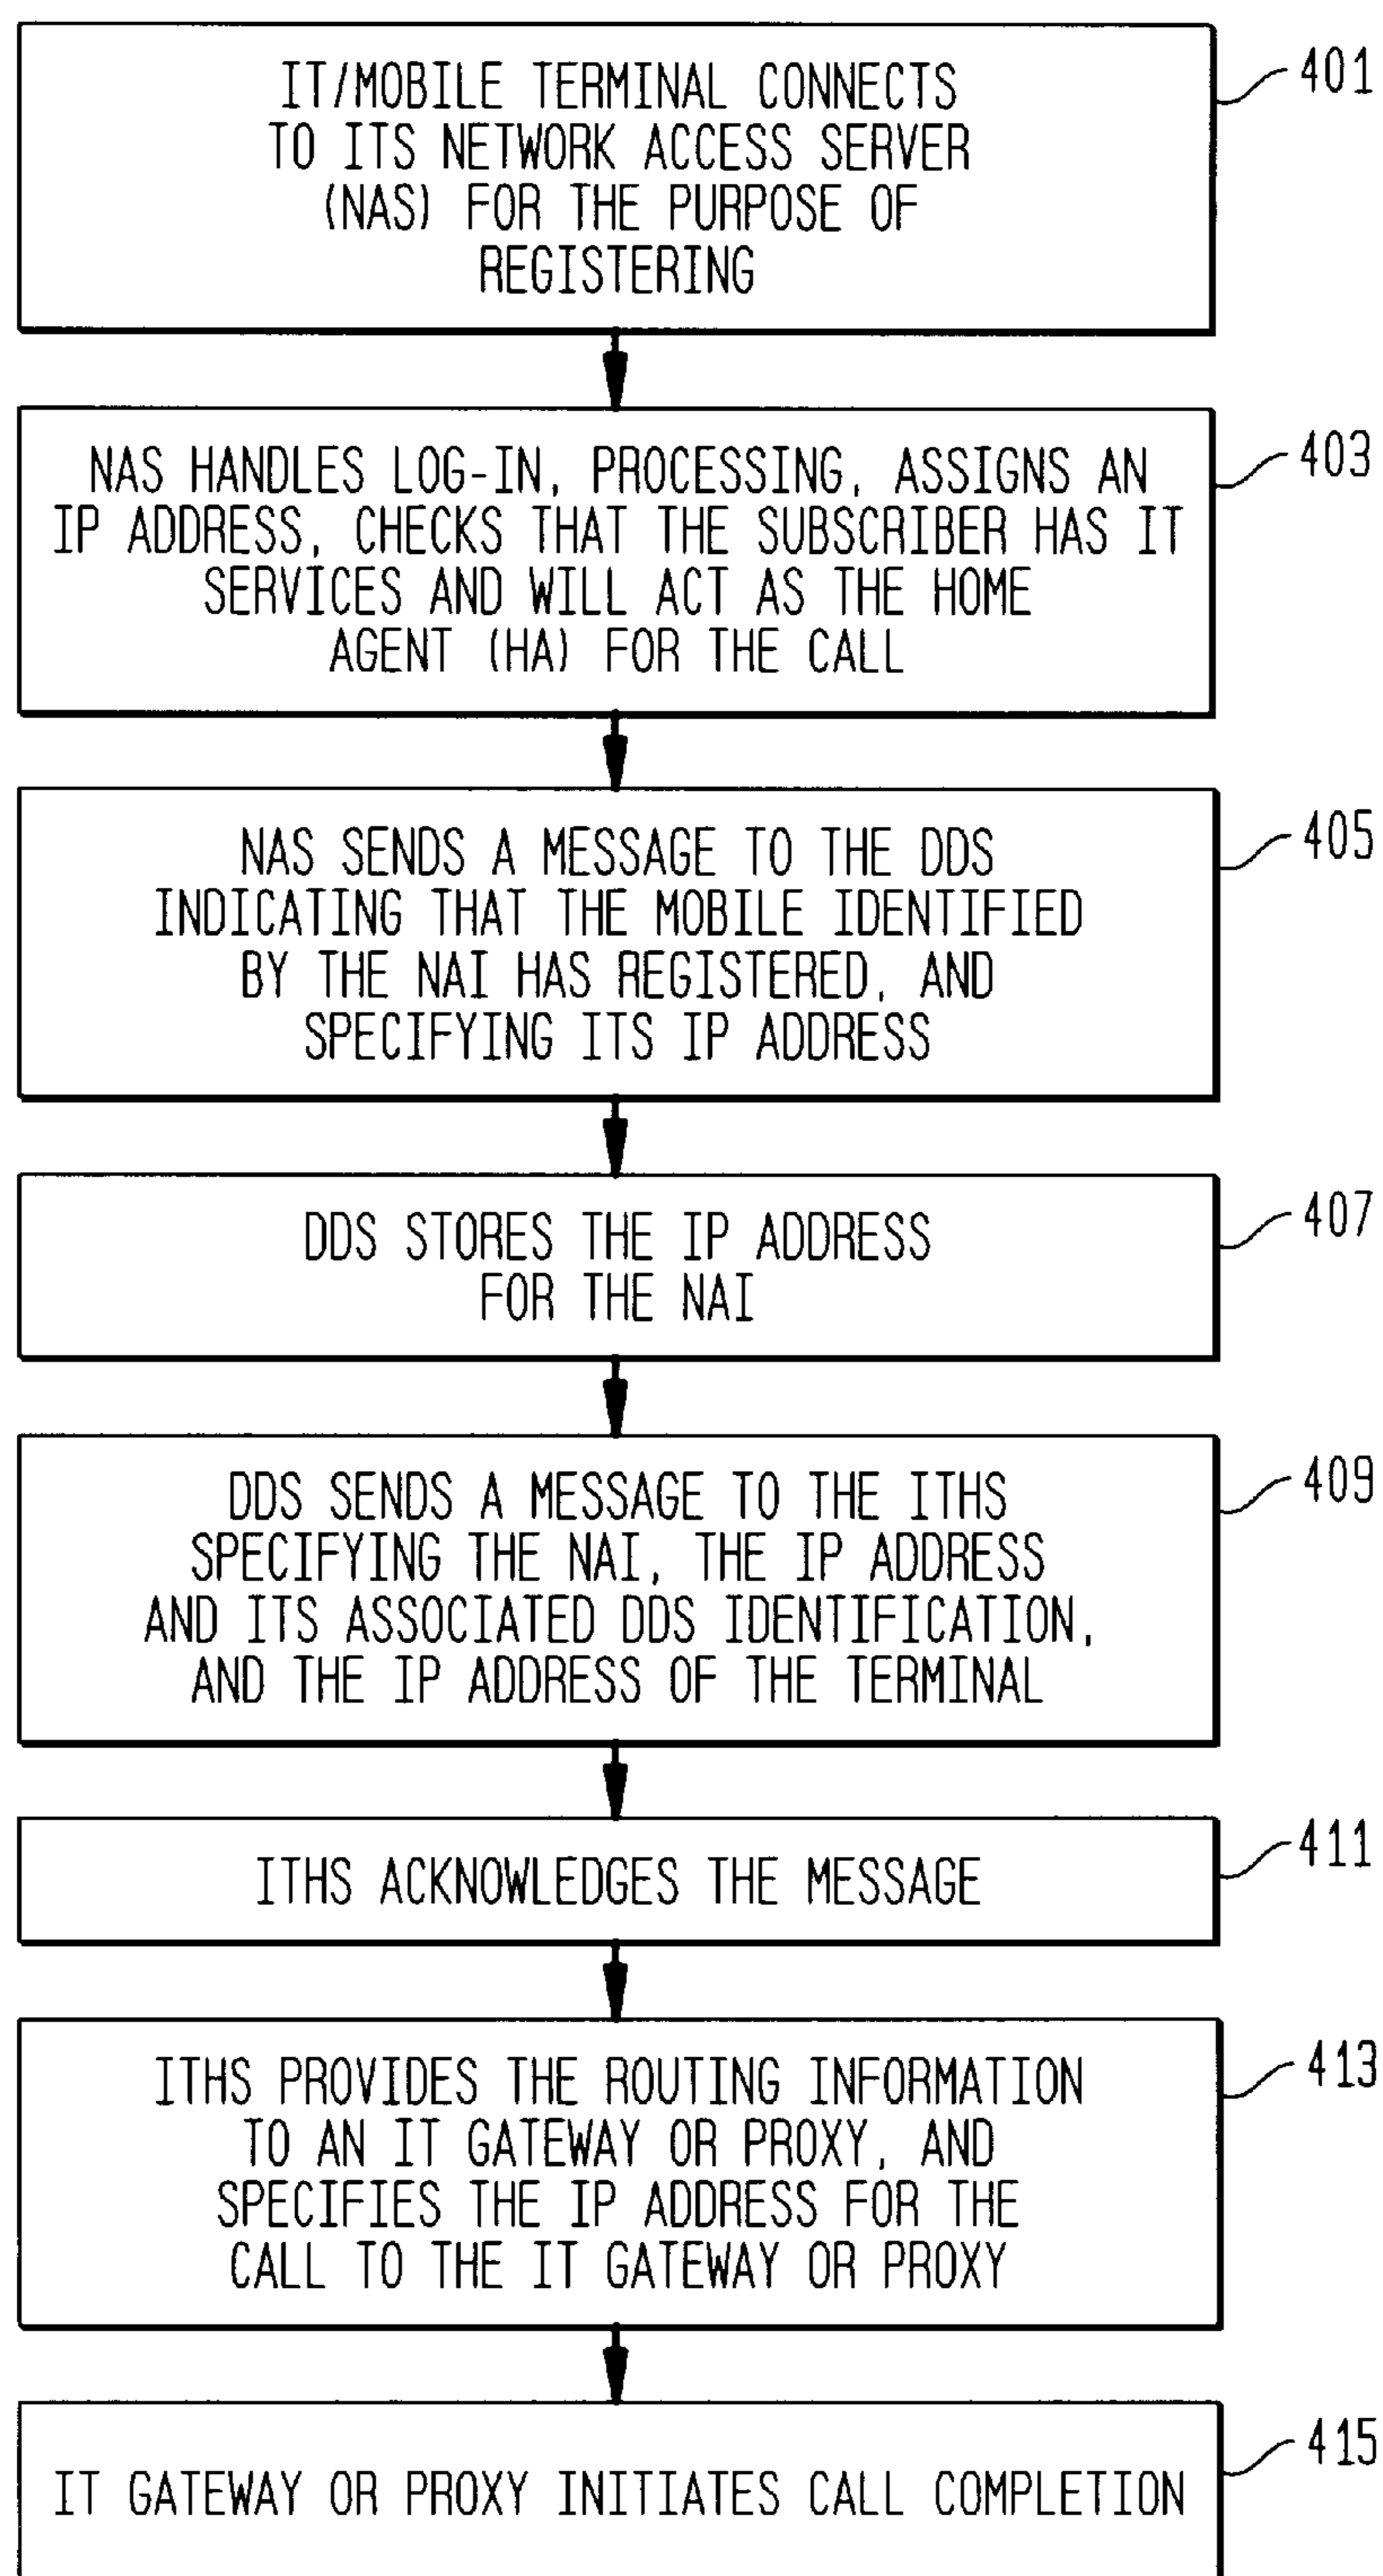 IT/MOBILE TERMINAL CONNECTS
TO ITS NETWORK ACCESS SERVER
(NAS) FOR THE PURPOSE OF
REGISTERING
401
NAS HANDLES LOG-IN, PROCESSING, ASSIGNS AN
IP ADDRESS, CHECKS THAT THE SUBSCRIBER HAS IT
SERVICES AND WILL ACT AS THE HOME
AGENT (HA) FOR THE CALL
403
NAS SENDS A MESSAGE TO THE DDS
INDICATING THAT THE MOBILE IDENTIFIED
BY THE NAI HAS REGISTERED, AND
SPECIFYING ITS IP ADDRESS
405
DDS STORES THE IP ADDRESS
FOR THE NAI
407
DDS SENDS A MESSAGE TO THE ITHS
SPECIFYING THE NAI, THE IP ADDRESS
AND ITS ASSOCIATED DDS IDENTIFICATION,
AND THE IP ADDRESS OF THE TERMINAL
409
ITHS ACKNOWLEDGES THE MESSAGE
411
ITHS PROVIDES THE ROUTING INFORMATION
TO AN IT GATEWAY OR PROXY, AND
SPECIFIES THE IP ADDRESS FOR THE
CALL TO THE IT GATEWAY OR PROXY
413
IT GATEWAY OR PROXY INITIATES CALL COMPLETION
415